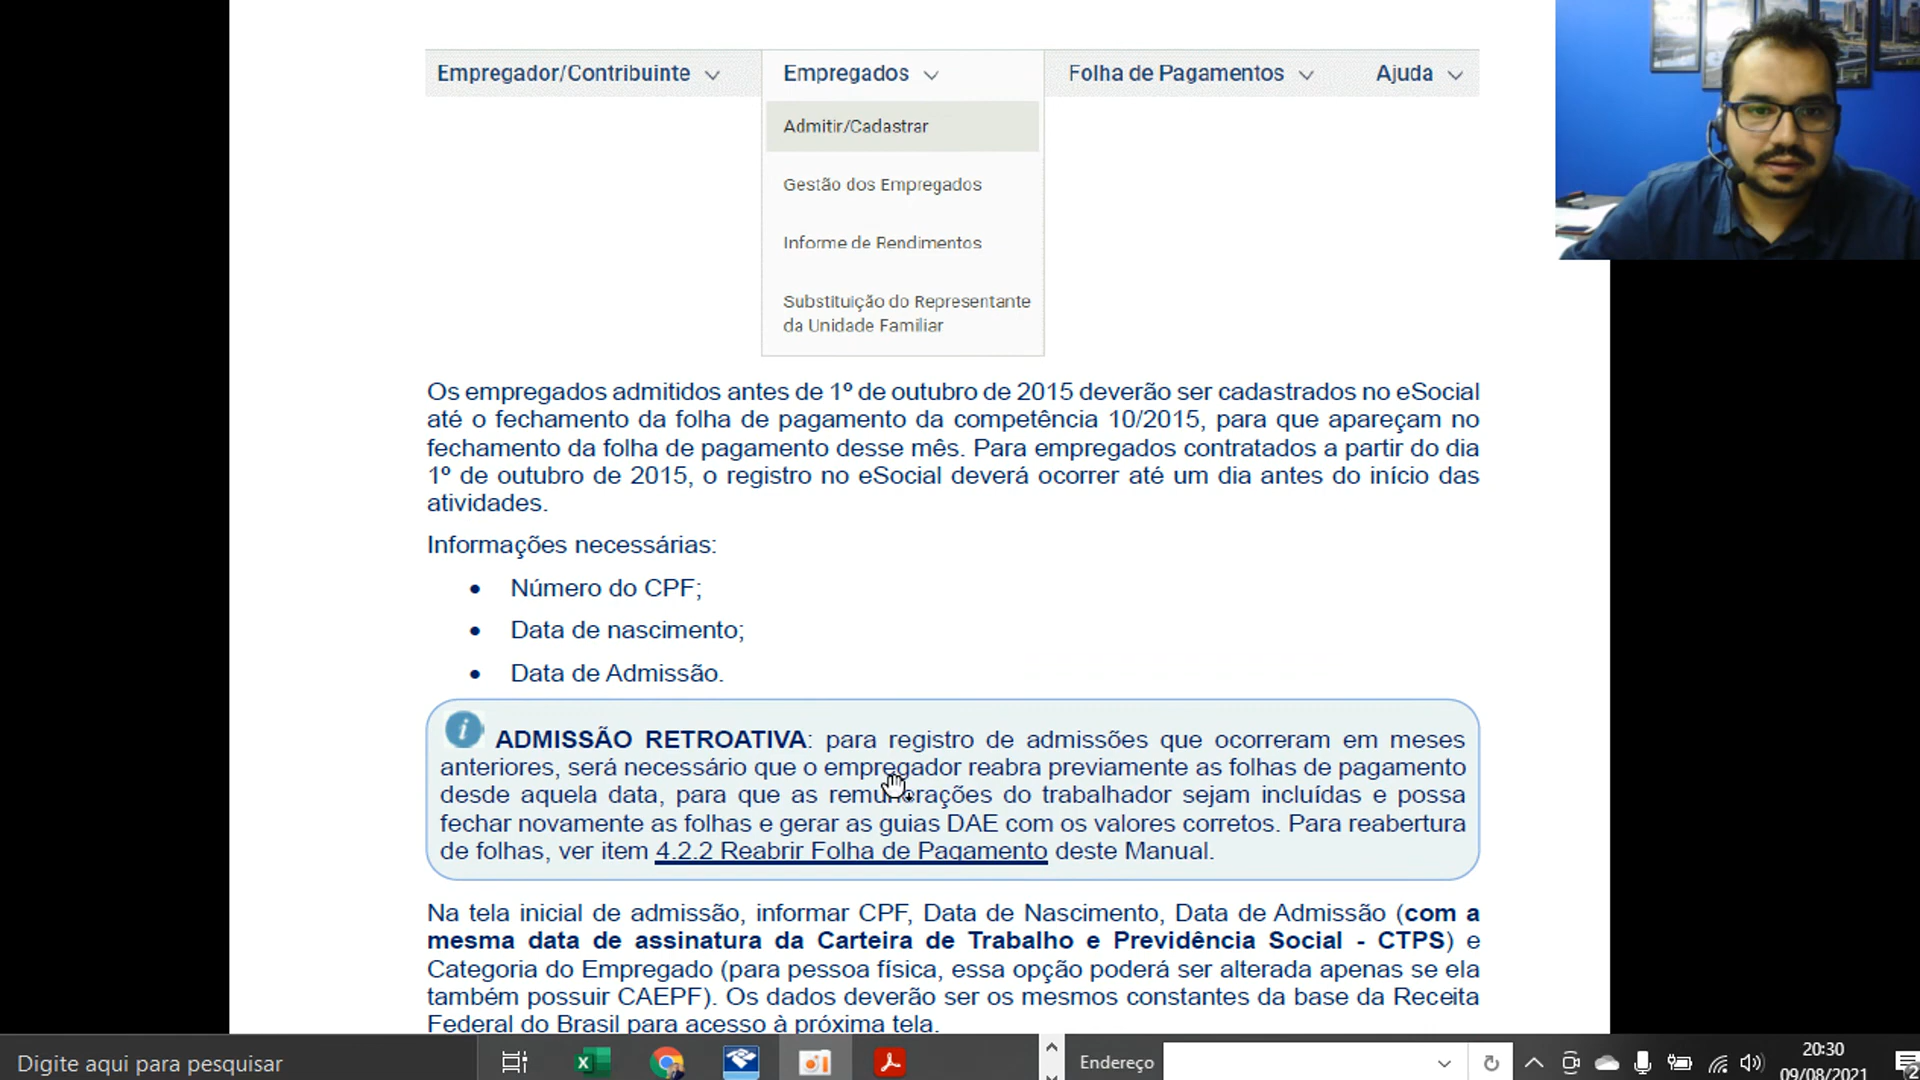 Empregador/Contribuinte Empregados Folha de Pagamentos Ajuda
Admitir/Cadastrar
Gestão dos Empregados
Informe de Rendimentos
Substituição do Representante
da Unidade Familiar
Os empregados admitidos antes de 1º de outubro de 2015 deverão ser cadastrados no eSocial
até o fechamento da folha de pagamento da competência 10/2015, para que apareçam no
fechamento da folha de pagamento desse mês. Para empregados contratados a partir do dia
1º de outubro de 2015, o registro no eSocial deverá ocorrer até um dia antes do início das
atividades.
Informações necessárias:
• Número do CPF;
• Data de nascimento;
• Data de Admissão.
i ADMISSÃO RETROATIVA: para registro de admissões que ocorreram em meses
anteriores, será necessário que o empregador reabra previamente as folhas de pagamento
desde aquela data, para que as remunerações do trabalhador sejam incluídas e possa
fechar novamente as folhas e gerar as guias DAE com os valores corretos. Para reabertura
de folhas, ver item 4.2.2 Reabrir Folha de Pagamento deste Manual.
Na tela inicial de admissão, informar CPF, Data de Nascimento, Data de Admissão (com a
mesma data de assinatura da Carteira de Trabalho e Previdência Social - CTPS) e
Categoria do Empregado (para pessoa física, essa opção poderá ser alterada apenas se ela
também possuir CAEPF). Os dados deverão ser os mesmos constantes da base da Receita
Federal do Brasil para acesso à próxima tela.
Digite aqui para pesquisar
Endereço
20:30
09/08/2021
2